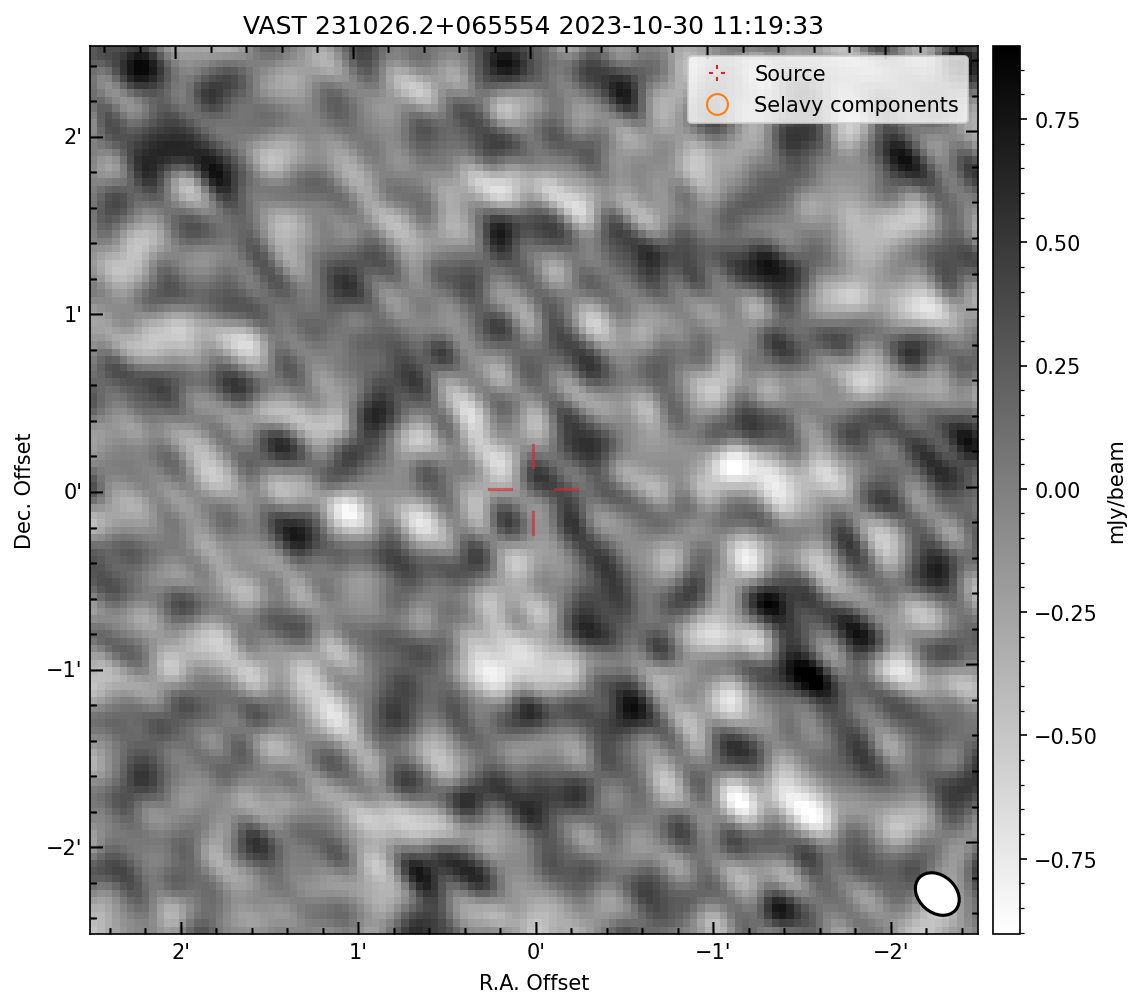 VAST 231026.2+065554 2023-10-30 11:19:33
Source
Selavy components
2'
1'
0'
−1'
−2'
Dec. Offset
2'
1'
0'
−1'
−2'
R.A. Offset
0.75
0.50
0.25
0.00
−0.25
−0.50
−0.75
mJy/beam